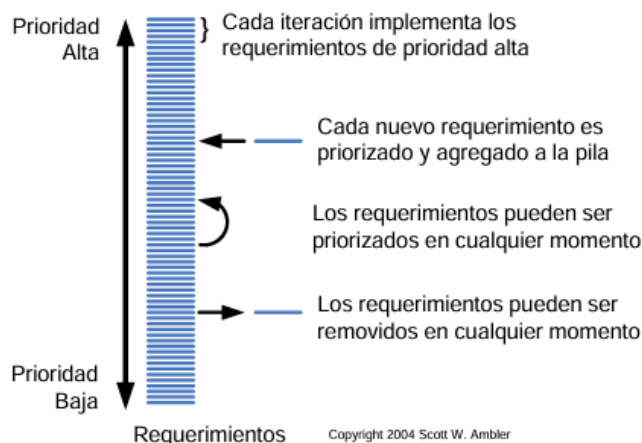 Prioridad
Alta
Cada iteración implementa los
requerimientos de prioridad alta
Cada nuevo requerimiento es
priorizado y agregado a la pila
Los requerimientos pueden ser
priorizados en cualquier momento
Los requerimientos pueden ser
removidos en cualquier momento
Prioridad
Baja
Requerimientos
Copyright 2004 Scott W. Ambler